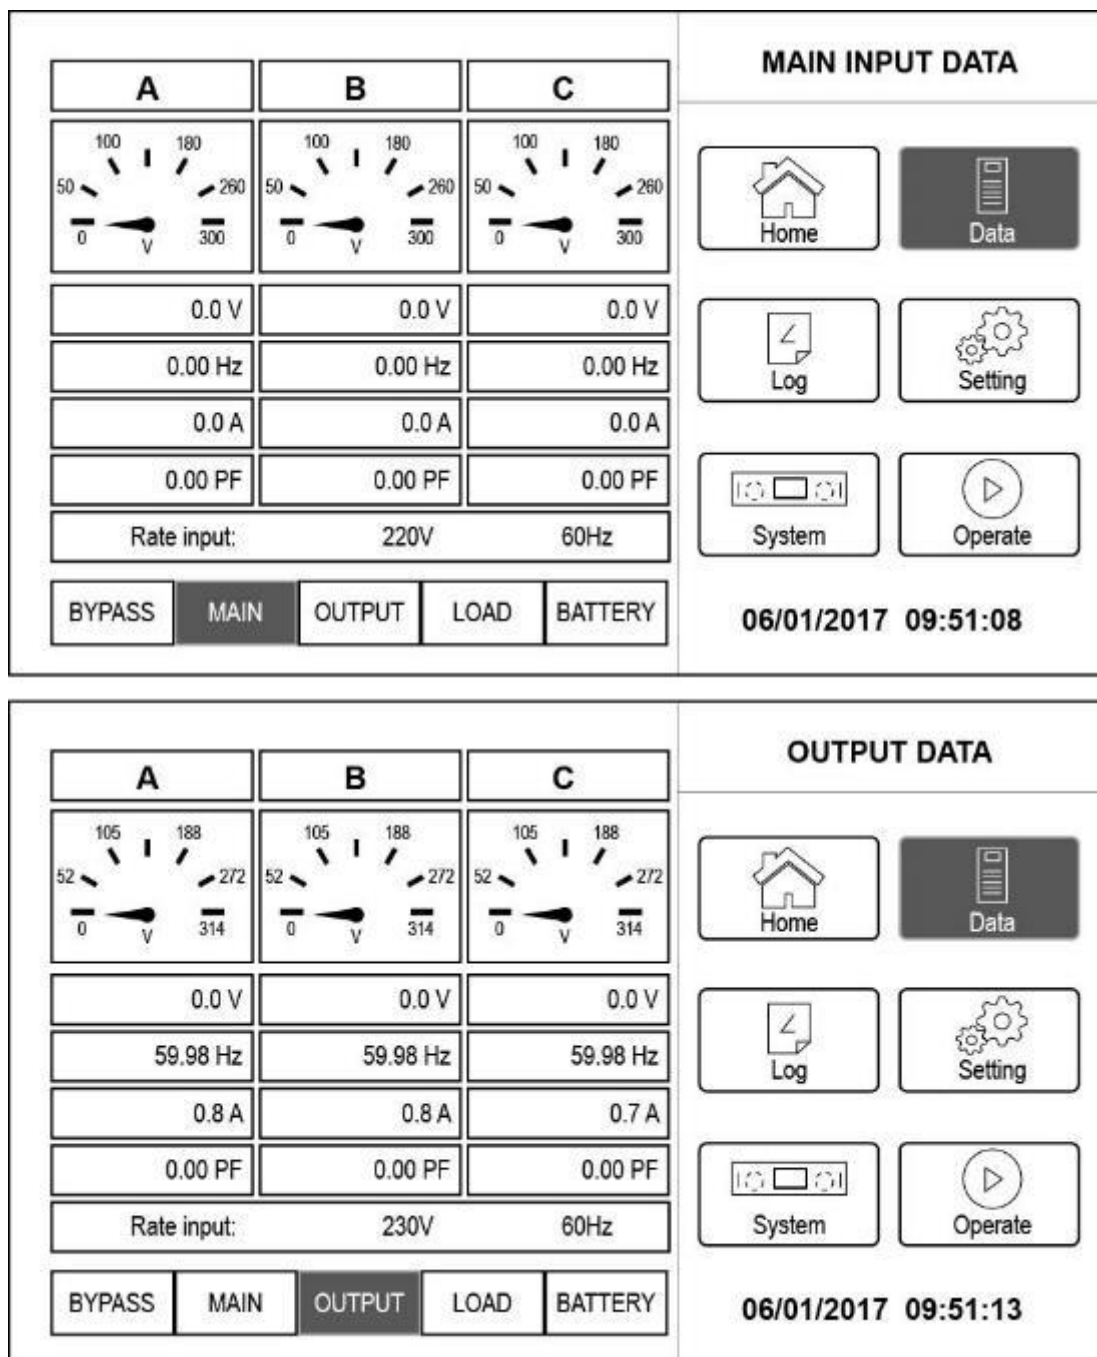 MAIN INPUT DATA
A B C
100 180 100 180 100 180
50 260 50 260 50 260
0 V 300 0 V 300 0 V 300
Home Data
0.0 V 0.0 V 0.0 V
0.00 Hz 0.00 Hz 0.00 Hz
Log Setting
0.0 A 0.0 A 0.0 A
0.00 PF 0.00 PF 0.00 PF
Rate input: 220V 60Hz
System Operate
BYPASS MAIN OUTPUT LOAD BATTERY
06/01/2017 09:51:08
OUTPUT DATA
A B C
105 188 105 188 105 188
52 272 52 272 52 272
0 V 314 0 V 314 0 V 314
Home Data
0.0 V 0.0 V 0.0 V
59.98 Hz 59.98 Hz 59.98 Hz
Log Setting
0.8 A 0.8 A 0.7 A
0.00 PF 0.00 PF 0.00 PF
Rate input: 230V 60Hz
System Operate
BYPASS MAIN OUTPUT LOAD BATTERY
06/01/2017 09:51:13